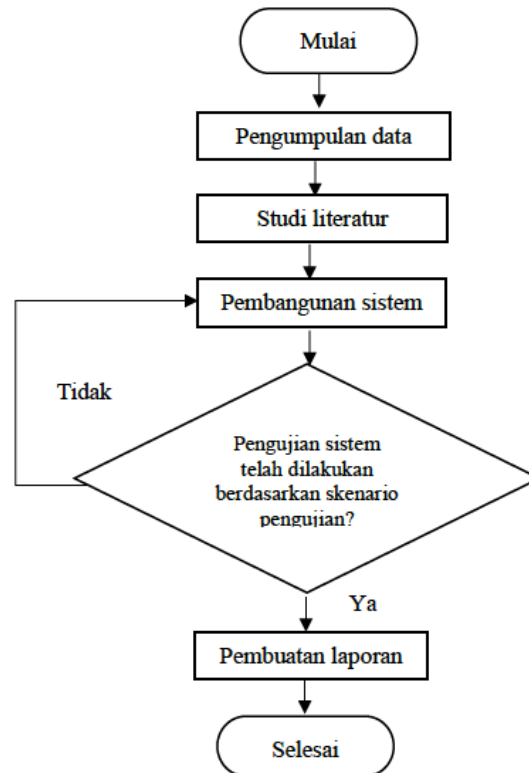 Mulai
Pengumpulan data
Studi literatur
Pembangunan sistem
Tidak
Pengujian sistem
telah dilakukan
berdasarkan skenario
pengujian?
Ya
Pembuatan laporan
Selesai